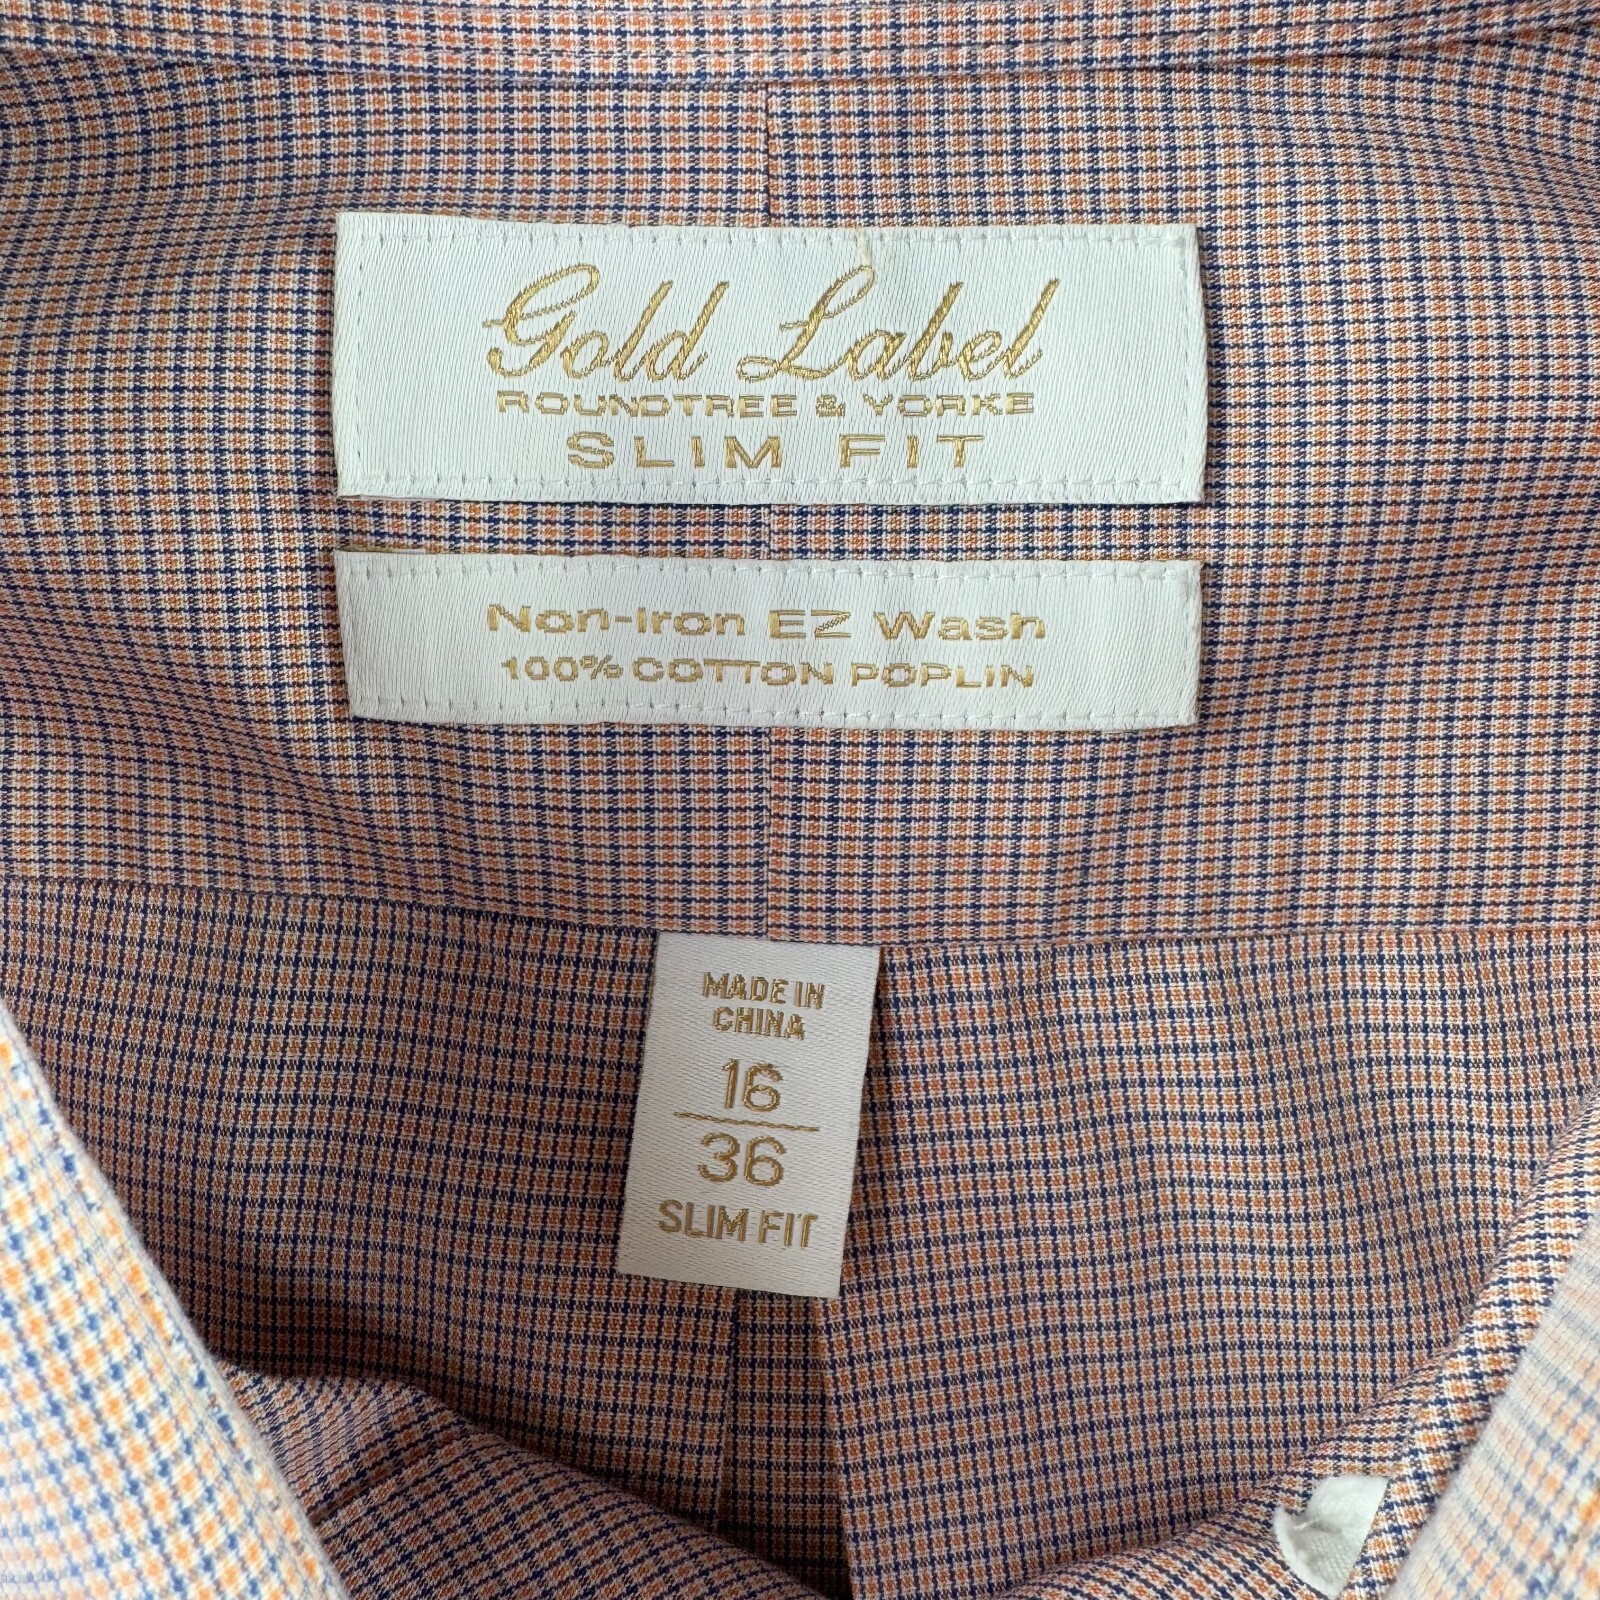 Gold Label
ROUNDTREE & YORKE
SLIM FIT
Non-Iron EZ Wash
100% COTTON POPLIN
MADE IN
CHINA
16
36
SLIM FIT